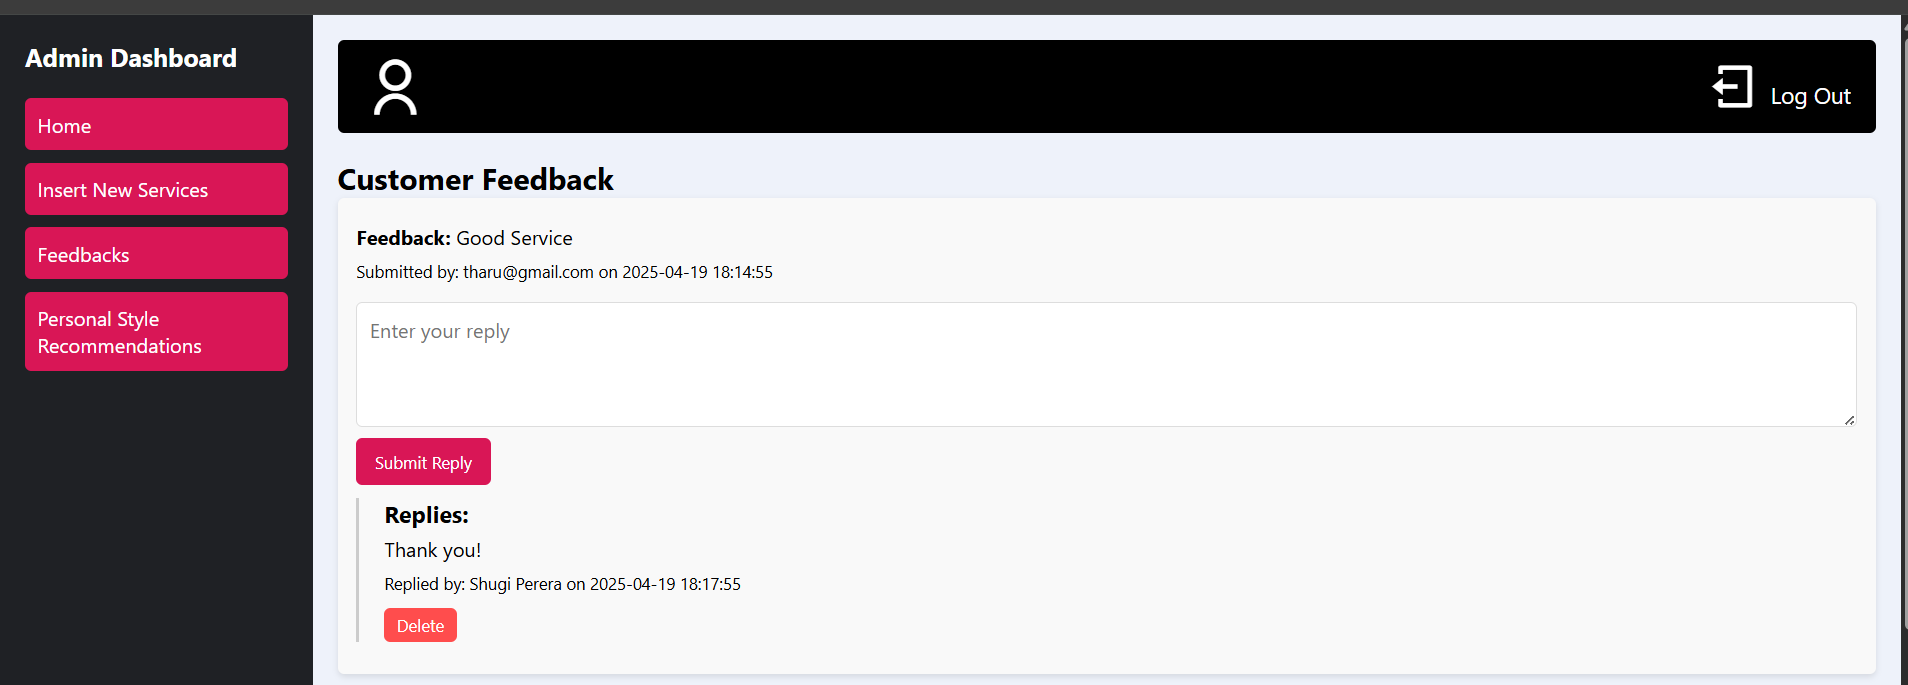 Admin Dashboard
Home
Insert New Services
Feedbacks
Personal Style
Recommendations
Log Out
Customer Feedback
Feedback: Good Service
Submitted by: tharu@gmail.com on 2025-04-19 18:14:55
Enter your reply
Submit Reply
Replies:
Thank you!
Replied by: Shugi Perera on 2025-04-19 18:17:55
Delete